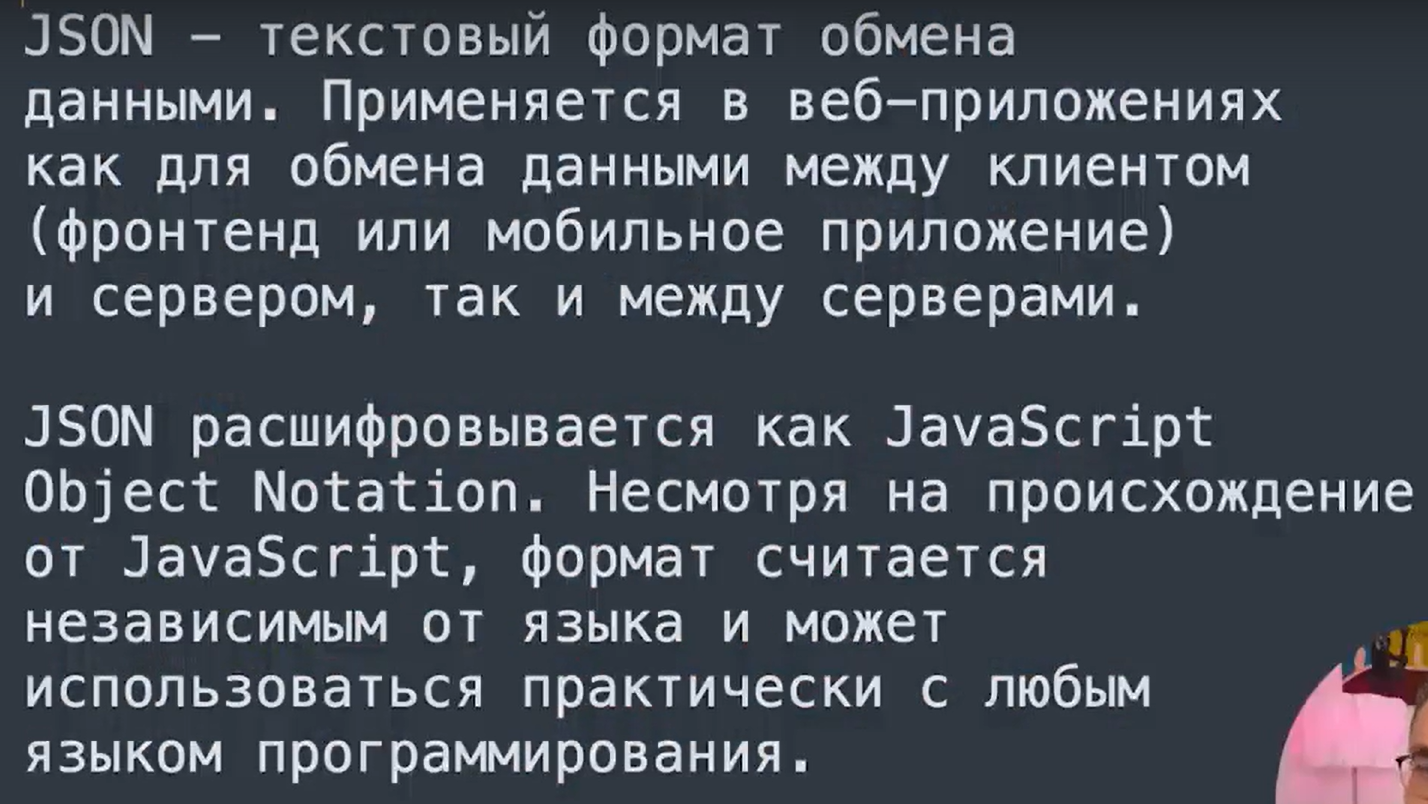 JSON – текстовый формат обмена
данными. Применяется в веб–приложениях
как для обмена данными между клиентом
(фронтенд или мобильное приложение)
и сервером, так и между серверами.
JSON расшифровывается как JavaScript
Object Notation. Несмотря на происхождение
от JavaScript, формат считается
независимым от языка и может
использоваться практически с любым
языком программирования.